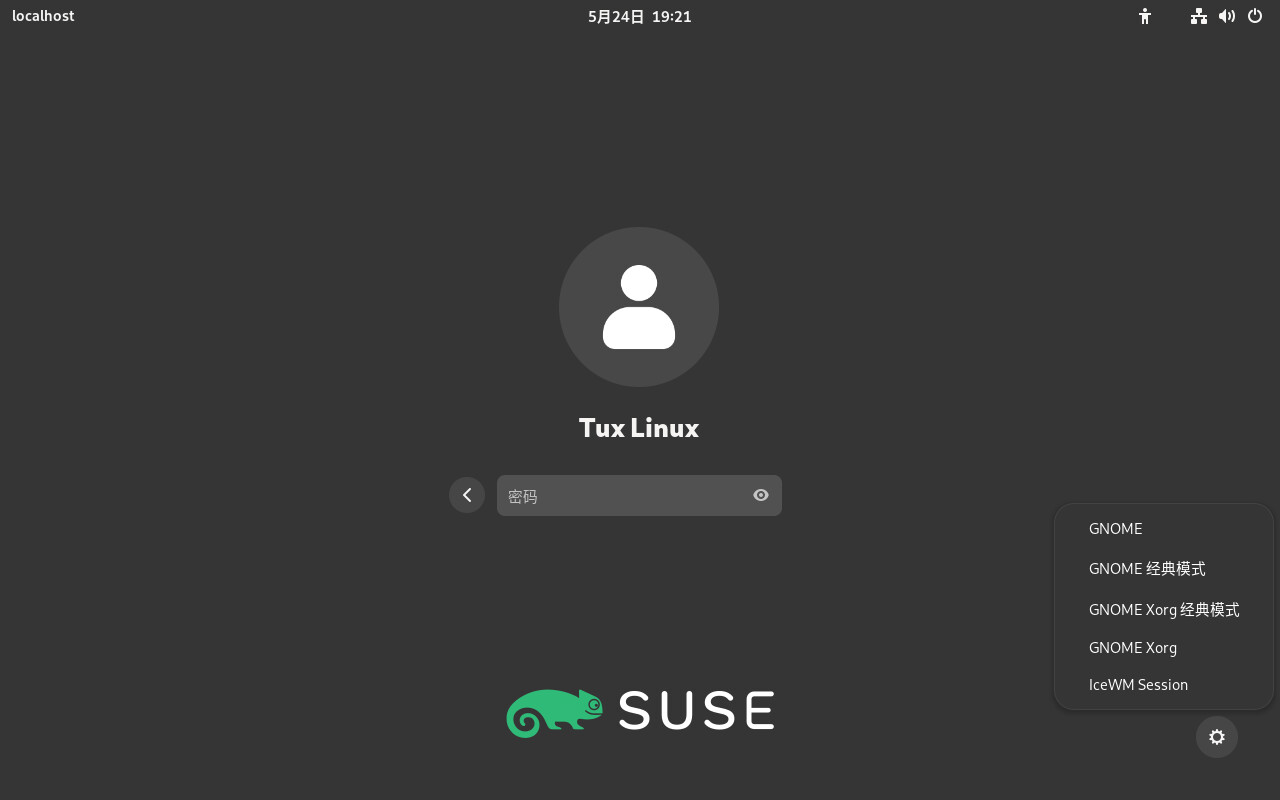 localhost
5月24日 19:21
Tux Linux
密码
GNOME
GNOME 经典模式
GNOME Xorg 经典模式
GNOME Xorg
IceWM Session
SUSE